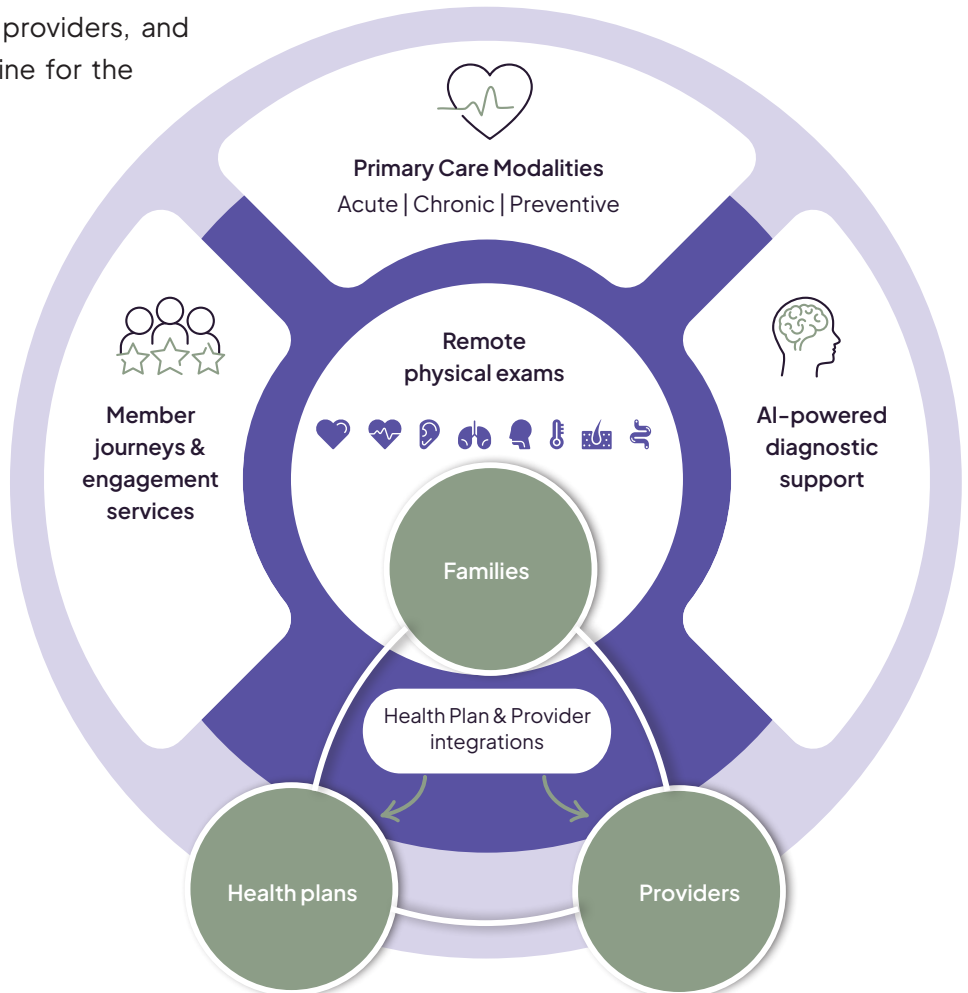 providers, and
ine for the
Primary Care Modalities
Acute | Chronic | Preventive
Remote
physical exams
Member
journeys &
engagement
services
AI-powered
diagnostic
support
Families
Health Plan & Provider
integrations
Health plans
Providers